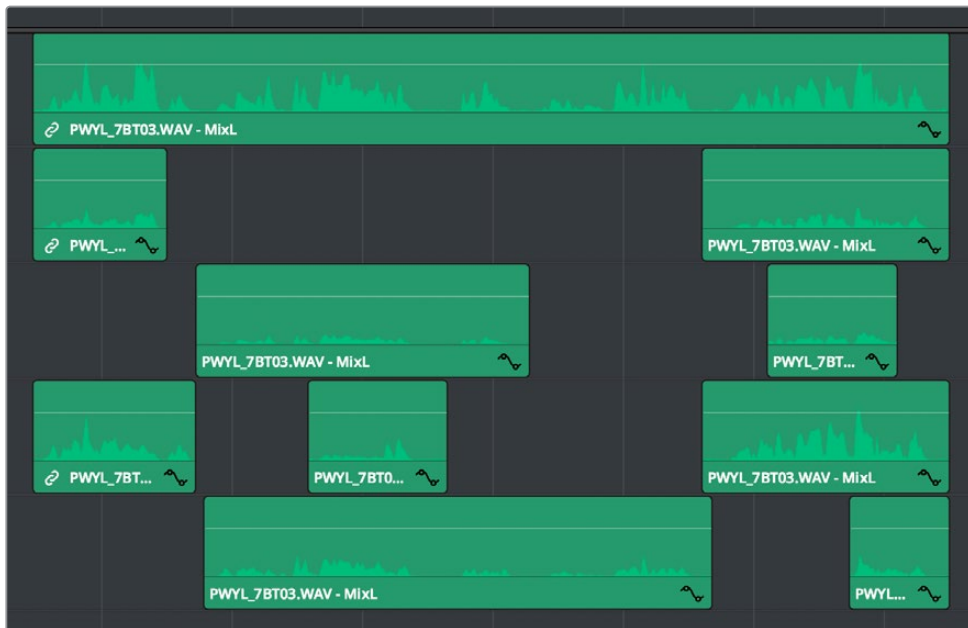 PWYL_7BT03.WAV - MixL
PWYL_...
PWYL_7BT03.WAV - MixL
PWYL_7BT03.WAV - MixL
PWYL_7BT...
PWYL_7BT...
PWYL_7BT0...
PWYL_7BT03.WAV - MixL
PWYL_7BT03.WAV - MixL
PWYL...